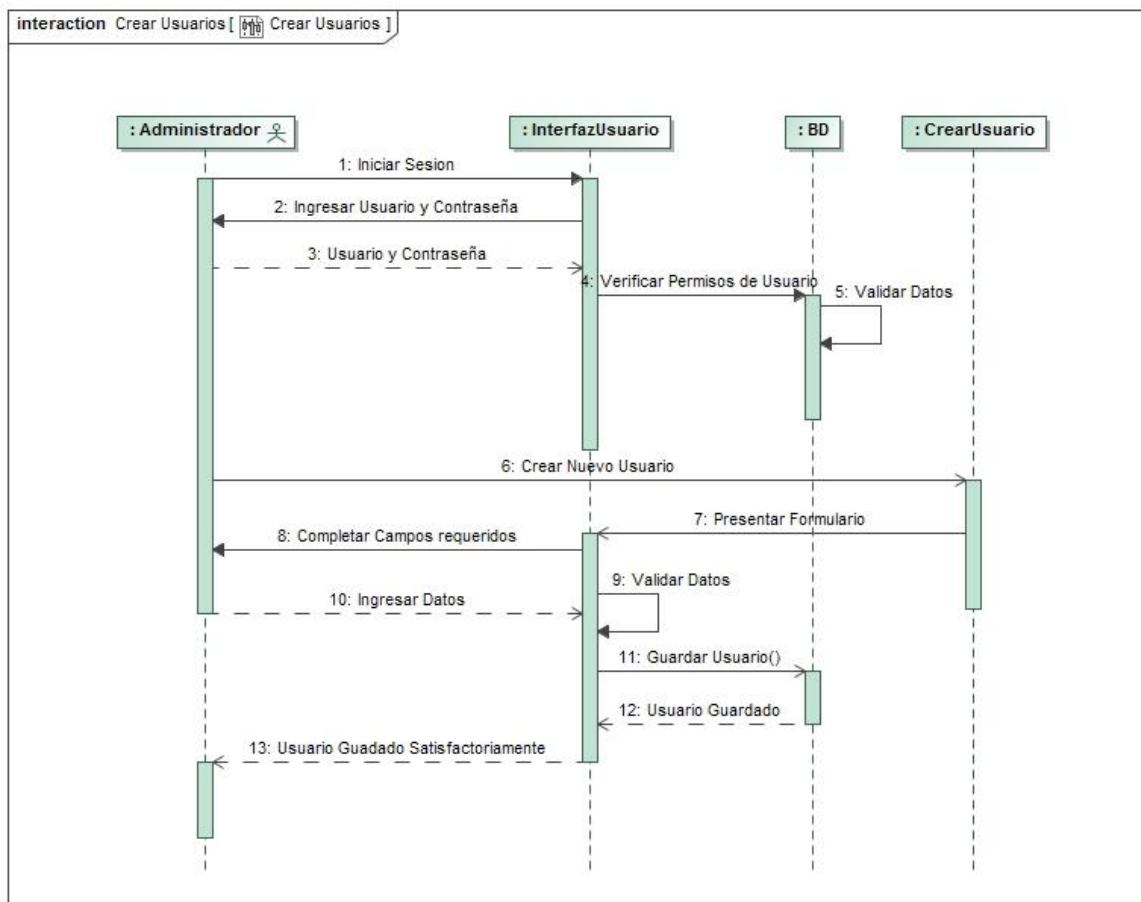 interaction Crear Usuarios [ Crear Usuarios ]
: Administrador
: InterfazUsuario
: BD
: CrearUsuario
1: Iniciar Sesion
2: Ingresar Usuario y Contraseña
3: Usuario y Contraseña
4: Verificar Permisos de Usuario
5: Validar Datos
6: Crear Nuevo Usuario
7: Presentar Formulario
8: Completar Campos requeridos
9: Validar Datos
10: Ingresar Datos
11: Guardar Usuario()
12: Usuario Guardado
13: Usuario Guadado Satisfactoriamente